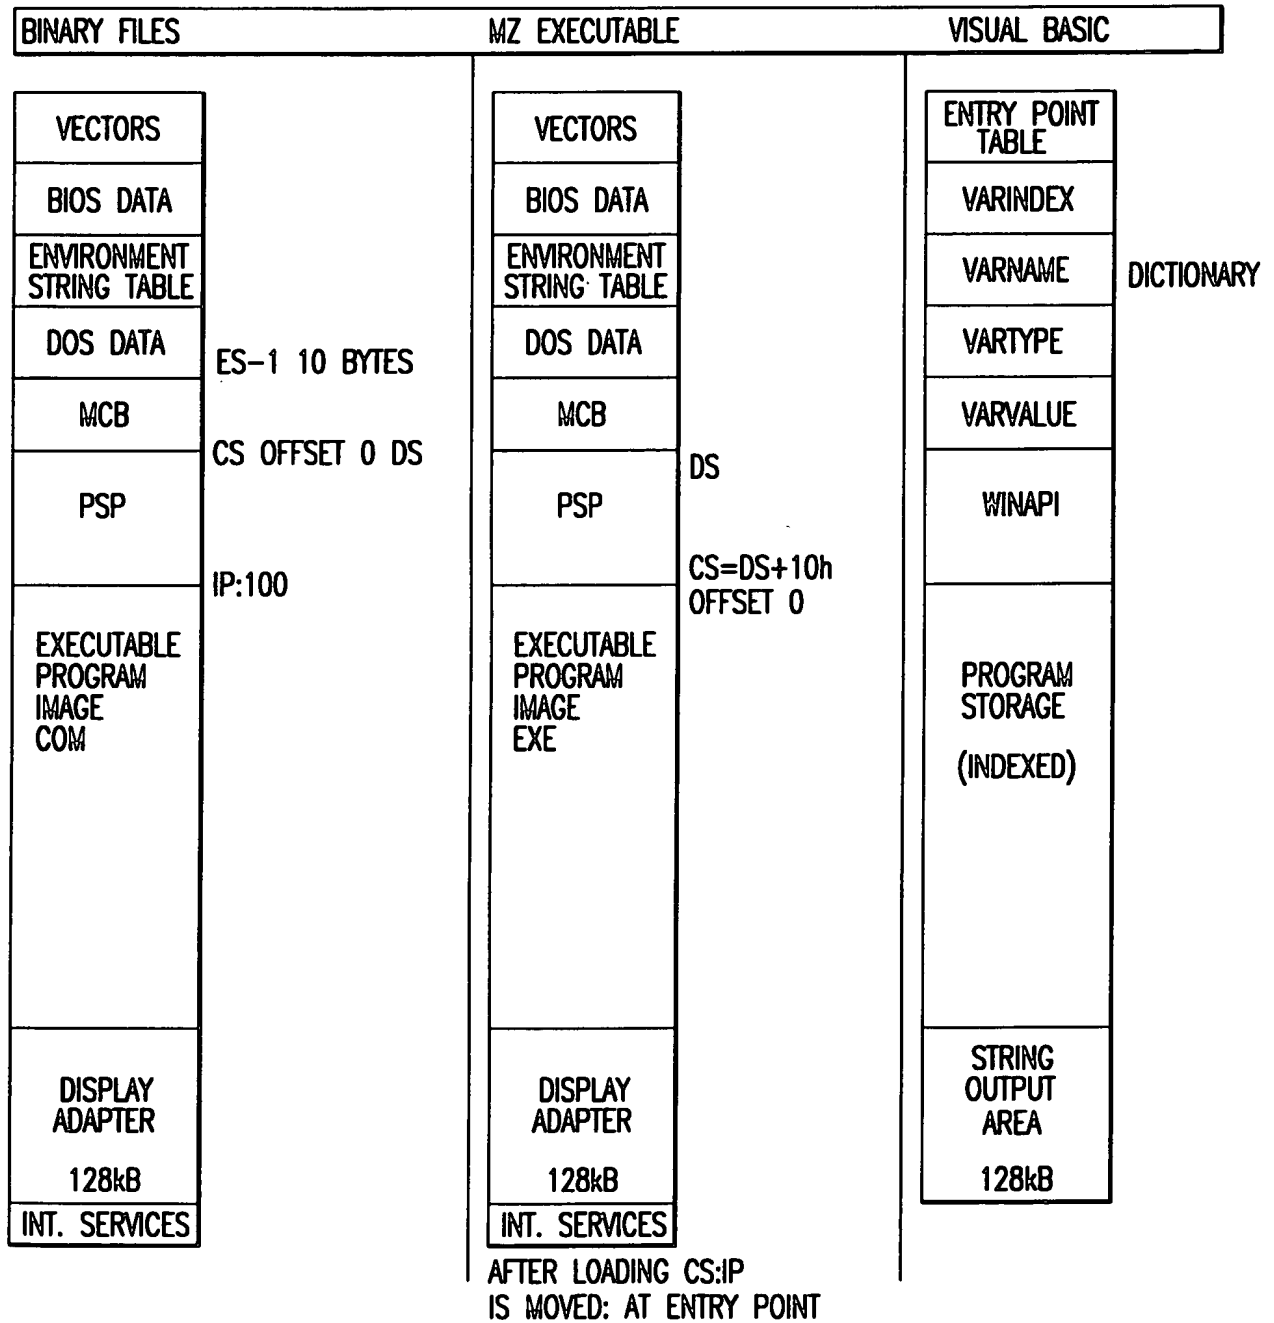 BINARY FILES MZ EXECUTABLE VISUAL BASIC
VECTORS
BIOS DATA
ENVIRONMENT
STRING TABLE
DOS DATA
ES-1 10 BYTES
MCB
CS OFFSET 0 DS
PSP
IP:100
EXECUTABLE
PROGRAM
IMAGE
COM
DISPLAY
ADAPTER
128kB
INT. SERVICES
VECTORS
BIOS DATA
ENVIRONMENT
STRING TABLE
DOS DATA
MCB
DS
PSP
CS=DS+10h
OFFSET 0
EXECUTABLE
PROGRAM
IMAGE
EXE
DISPLAY
ADAPTER
128kB
INT. SERVICES
AFTER LOADING CS:IP
IS MOVED: AT ENTRY POINT
ENTRY POINT
TABLE
VARINDEX
VARNAME
DICTIONARY
VARTYPE
VARVALUE
WINAPI
PROGRAM
STORAGE
(INDEXED)
STRING
OUTPUT
AREA
128kB